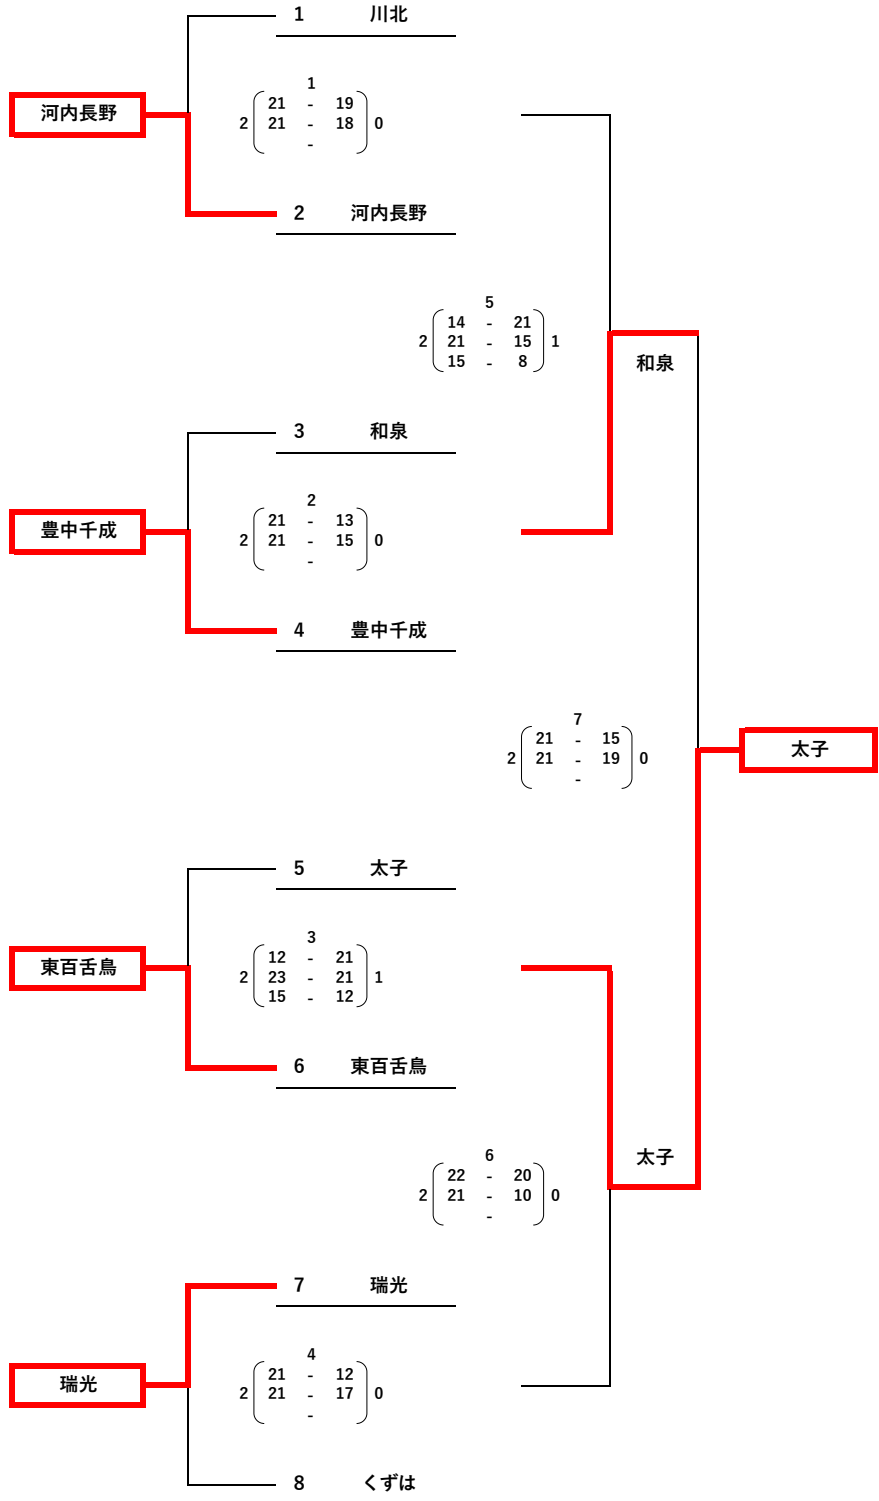 1 川北
1
河内長野
21 - 19
2 21 - 18 0
-
2 河内長野
5
14 - 21
2 21 - 15 1
15 - 8
和泉
3 和泉
2
豊中千成
21 - 13
2 21 - 15 0
-
4 豊中千成
7
21 - 15
太子
2 21 - 19 0
-
5 太子
3
東百舌鳥
12 - 21
2 23 - 21 1
15 - 12
6 東百舌鳥
6
太子
22 - 20
2 21 - 10 0
-
7 瑞光
4
瑞光
21 - 12
2 21 - 17 0
-
8 くずは